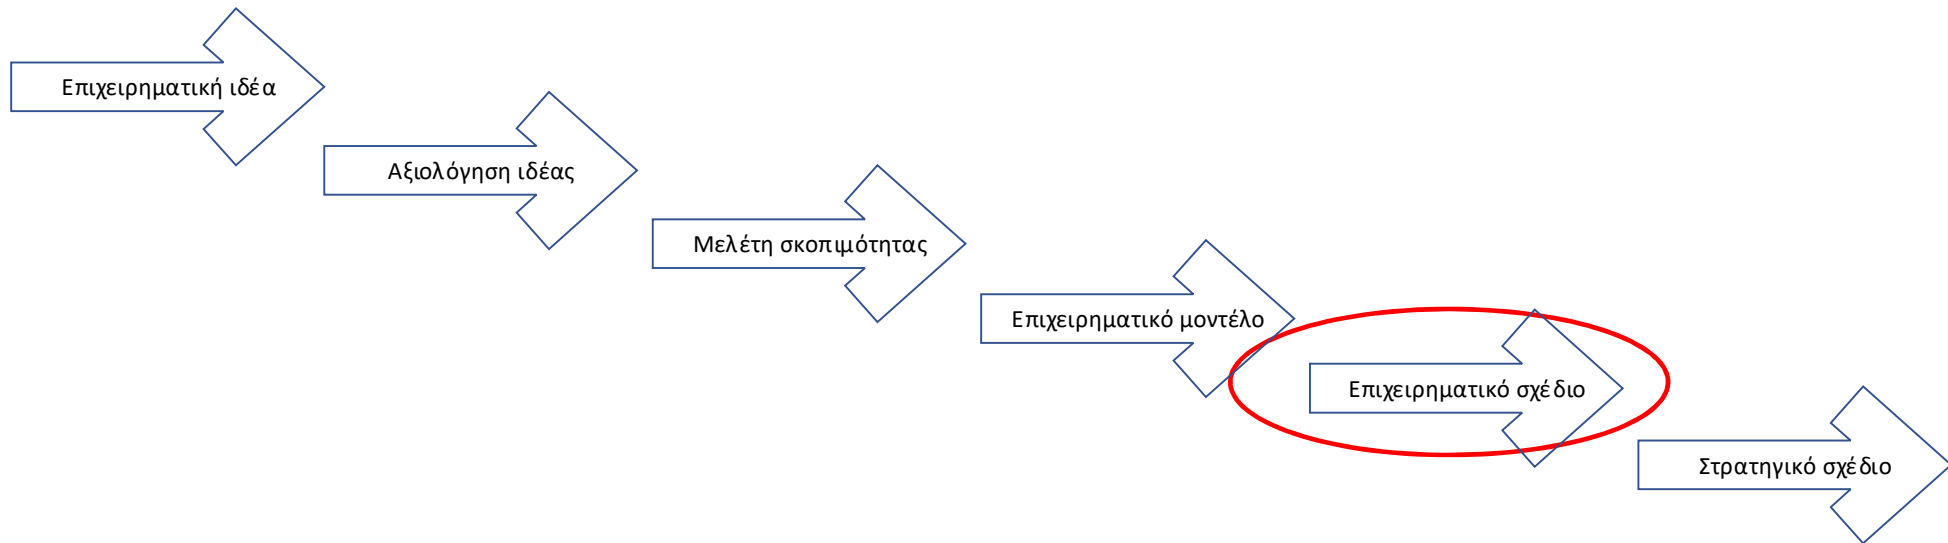 Επιχειρηματική ιδέα
Αξιολόγηση ιδέας
Μελέτη σκοπιμότητας
Επιχειρηματικό μοντέλο
Επιχειρηματικό σχέδιο
Στρατηγικό σχέδιο